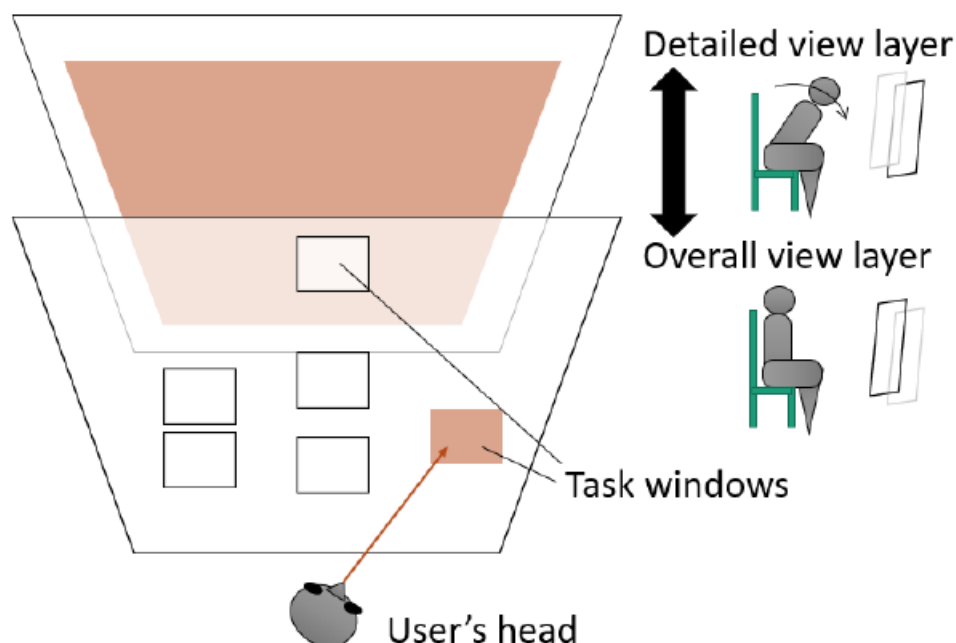 Detailed view layer
Overall view layer
Task windows
User’s head